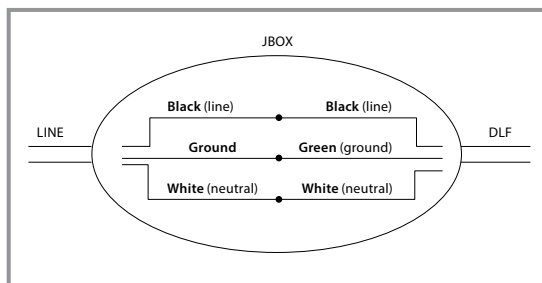 JBOX
Black (line) Black (line)
LINE DLF
Ground Green (ground)
White (neutral) White (neutral)